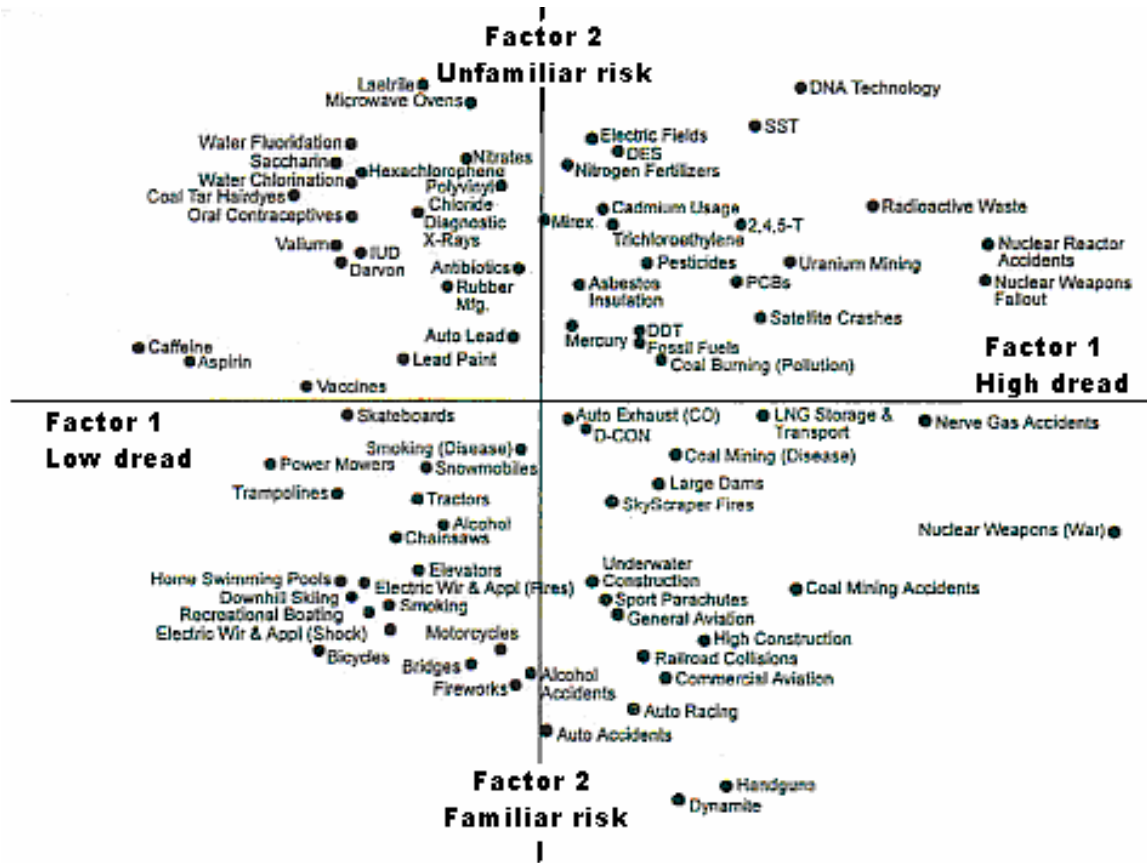 Factor 2
Unfamiliar risk
Laetrile
Microwave Ovens
DNA Technology
SST
Water Fluoridation
Saccharin
Hexachlorophene
Water Chlorination
Coal Tar Hairdyes
Oral Contraceptives
Valium
IUD
Darvon
Nitrates
Polyvinyl
Chloride
Diagnostic
X-Rays
Antibiotics
Rubber
Mfg.
Auto Lead
Lead Paint
Caffeine
Aspirin
Vaccines
Electric Fields
DES
Nitrogen Fertilizers
Cadmium Usage
Mirex
Trichloroethylene
2,4,5-T
Radioactive Waste
Pesticides
Uranium Mining
Nuclear Reactor
Accidents
Asbestos
Insulation
PCBs
Nuclear Weapons
Fallout
Satellite Crashes
Mercury
DDT
Fossil Fuels
Coal Burning (Pollution)
Factor 1
High dread
Factor 1
Low dread
Skateboards
Smoking (Disease)
Power Mowers
Snowmobiles
Trampolines
Tractors
Alcohol
Chainsaws
Elevators
Home Swimming Pools
Electric Wir & Appl (Fires)
Downhill Skiing
Smoking
Recreational Boating
Electric Wir & Appl (Shock)
Motorcycles
Bicycles
Bridges
Fireworks
Alcohol
Accidents
Auto Exhaust (CO)
D-CON
LNG Storage &
Transport
Nerve Gas Accidents
Coal Mining (Disease)
Large Dams
SkyScraper Fires
Nuclear Weapons (War)
Underwater
Construction
Coal Mining Accidents
Sport Parachutes
General Aviation
High Construction
Railroad Collisions
Commercial Aviation
Auto Racing
Auto Accidents
Handguns
Dynamite
Factor 2
Familiar risk